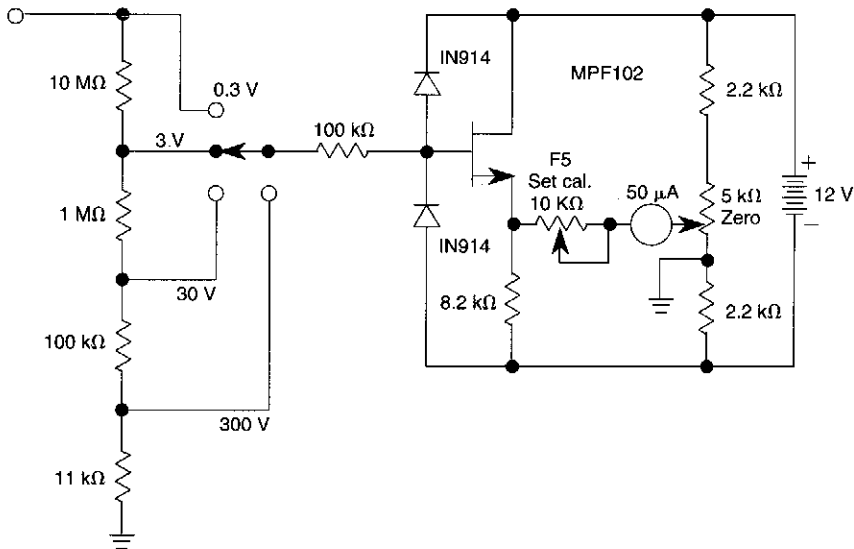 10 MΩ
0.3 V
3.V
1 MΩ
30 V
100 kΩ
300 V
11 kΩ
100 kΩ
IN914
IN914
MPF102
F5
Set cal.
10 KΩ
50 μA
8.2 kΩ
2.2 kΩ
5 kΩ
Zero
2.2 kΩ
+
12 V
−